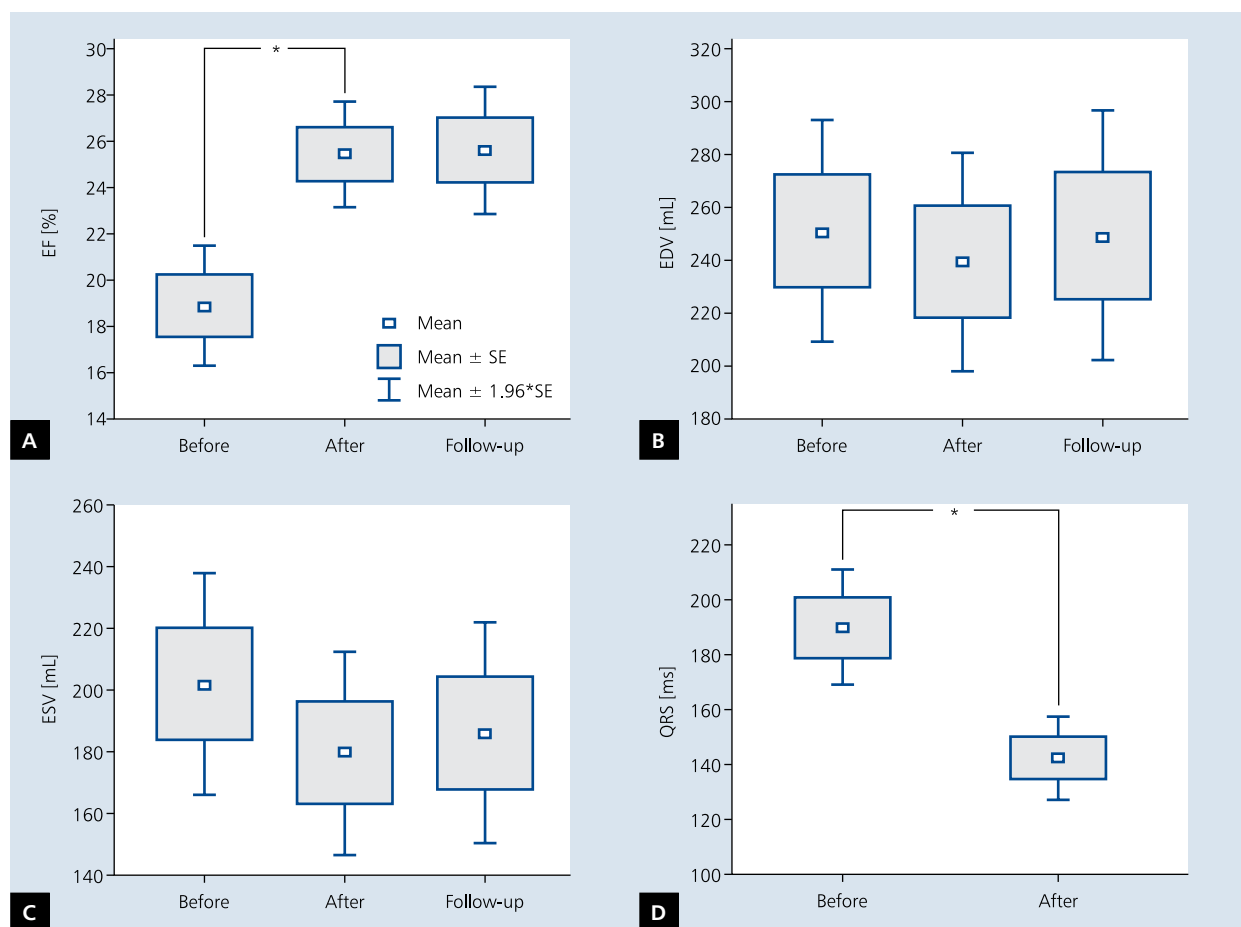 EF [%]
30
28
26
24
22
20
18
16
14
*
Mean
Mean ± SE
Mean ± 1.96*SE
A
Before After Follow-up
EDV [mL]
320
300
280
260
240
220
200
180
B
Before After Follow-up
ESV [mL]
260
240
220
200
180
160
140
C
Before After Follow-up
QRS [ms]
220
200
180
160
140
120
100
*
D
Before After